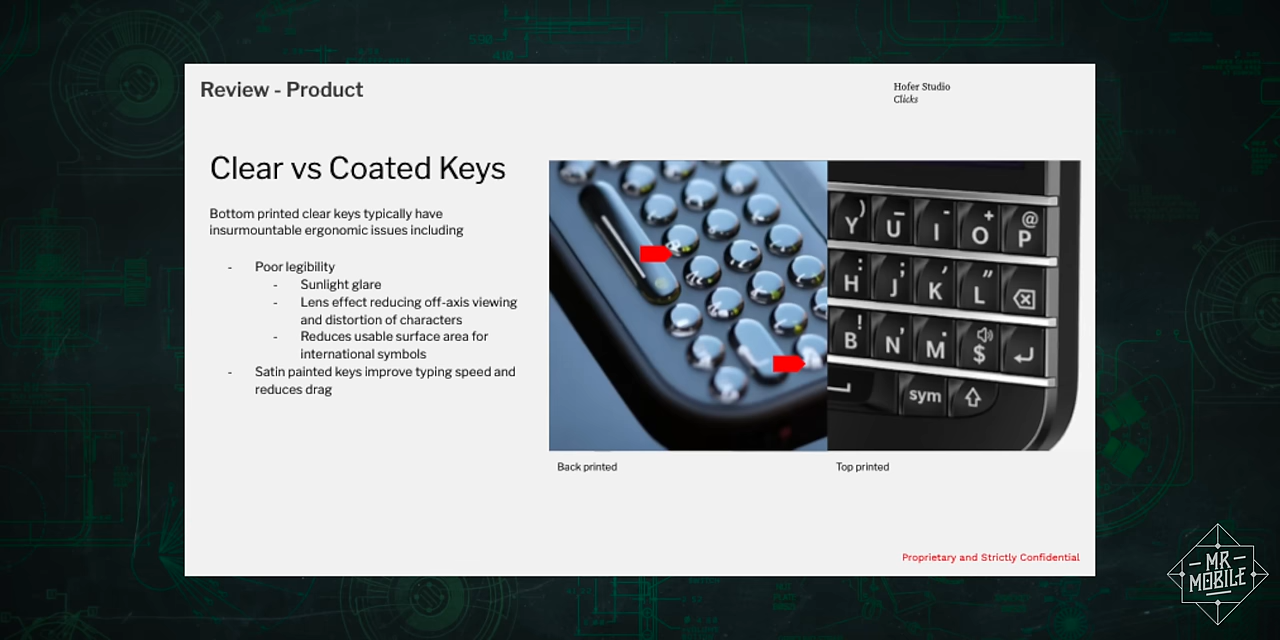 Review - Product
Hofer Studio
Clicks
Clear vs Coated Keys
Bottom printed clear keys typically have
insurmountable ergonomic issues including
- Poor legibility
- Sunlight glare
- Lens effect reducing off-axis viewing
and distortion of characters
- Reduces usable surface area for
international symbols
- Satin painted keys improve typing speed and
reduces drag
Y ) U _ I - O + P @
H : J ; K ' L "
B ! N , M . $
sym
Back printed
Top printed
Proprietary and Strictly Confidential
MR
MOBILE
590
410